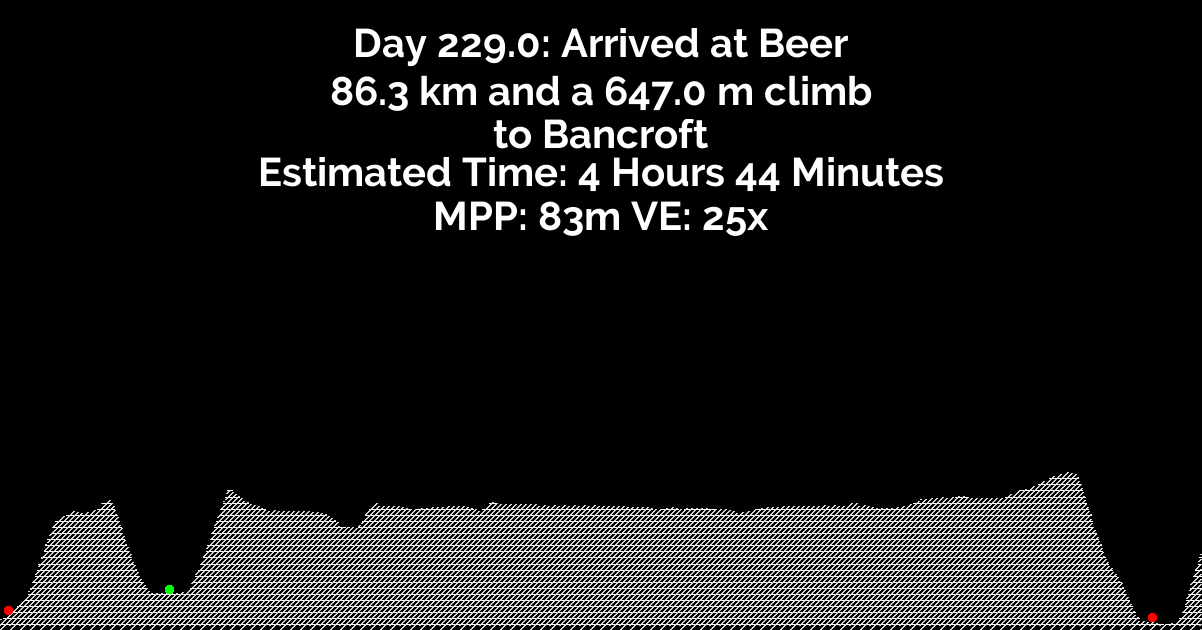 Day 229.0: Arrived at Beer
86.3 km and a 647.0 m climb
to Bancroft
Estimated Time: 4 Hours 44 Minutes
MPP: 83m VE: 25x